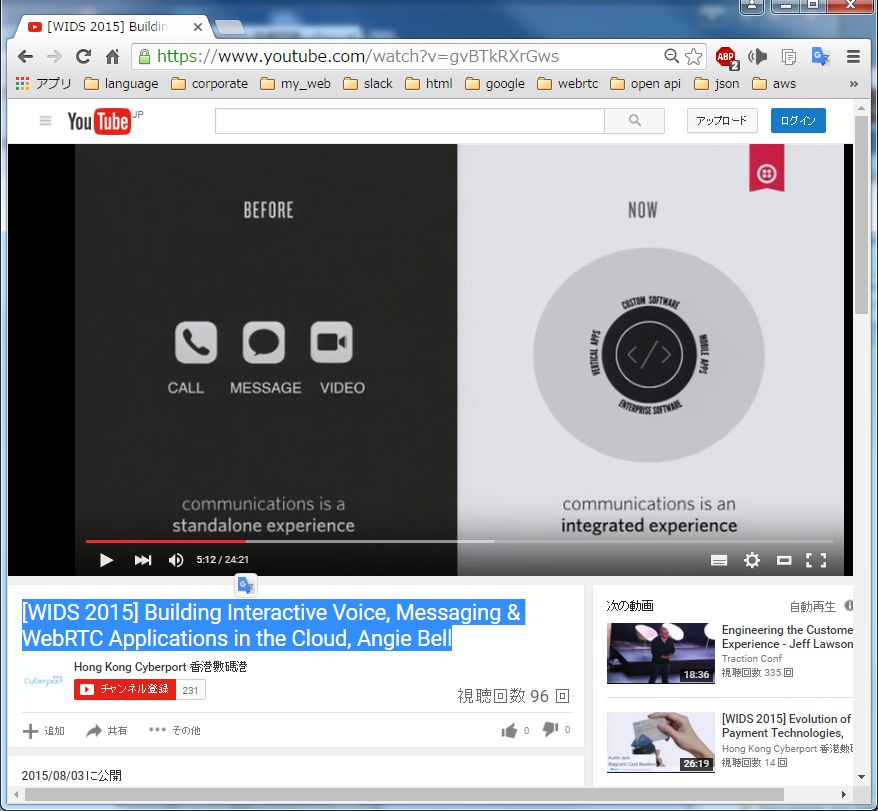 [WIDS 2015] Buildin
https://www.youtube.com/watch?v=gvBTkRXrGws
ABP
2
アプリ language corporate my_web slack html google webrtc open api json aws »
YouTube JP
アップロード
ログイン
BEFORE
CALL MESSAGE VIDEO
communications is a
standalone experience
NOW
CUSTOM SOFTWARE
VERTICAL APPS
MOBILE APPS
ENTERPRISE SOFTWARE
communications is an
integrated experience
5:12 / 24:21
[WIDS 2015] Building Interactive Voice, Messaging &
WebRTC Applications in the Cloud, Angie Bell
Cyberport
Hong Kong Cyberport 香港數碼港
チャンネル登録 231
視聴回数 96 回
追加 共有 その他 0 0
2015/08/03 に公開
次の動画 自動再生
18:36
Engineering the Custome
Experience - Jeff Lawson
Traction Conf
視聴回数 335 回
Austin Jack-
Magnetic Card Readers
26:19
[WIDS 2015] Evolution of
Payment Technologies,
Hong Kong Cyberport 香港數碼
視聴回数 14 回